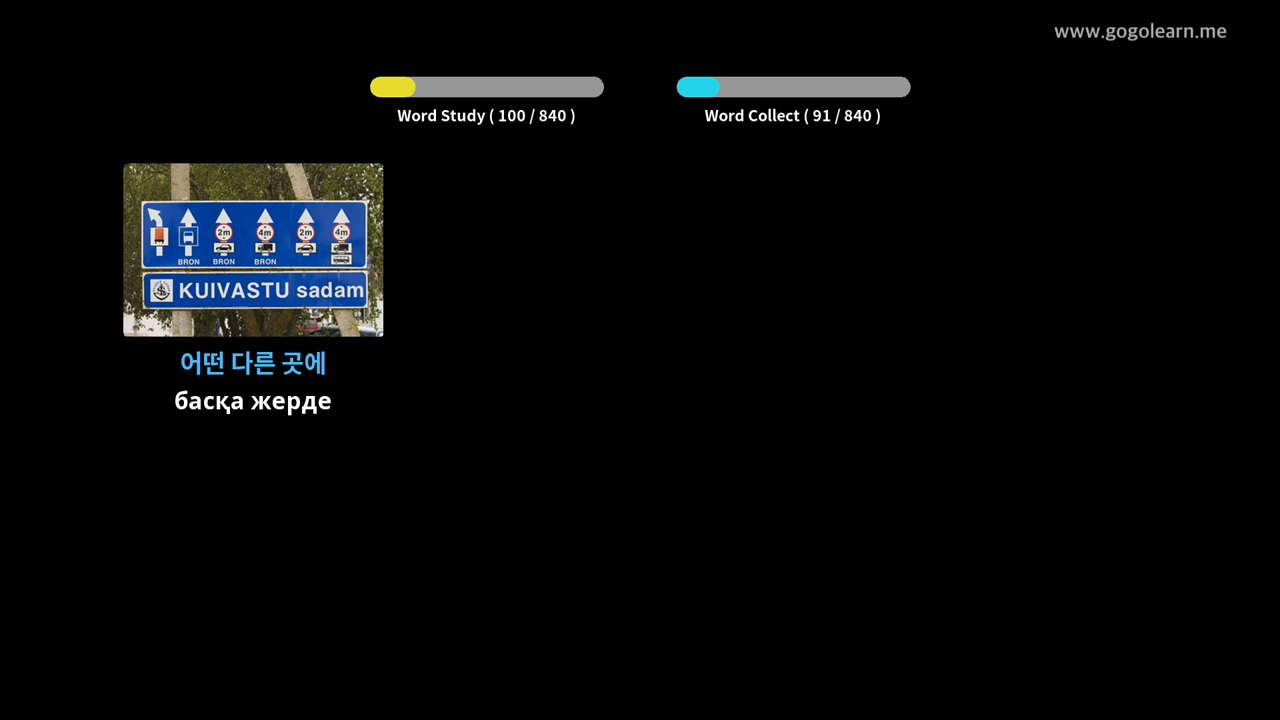 www.gogolearn.me
Word Study ( 100 / 840 )
Word Collect ( 91 / 840 )
2m 4m 2m 4m
BRON BRON BRON
KUIVASTU sadam
어떤 다른 곳에
басқа жерде